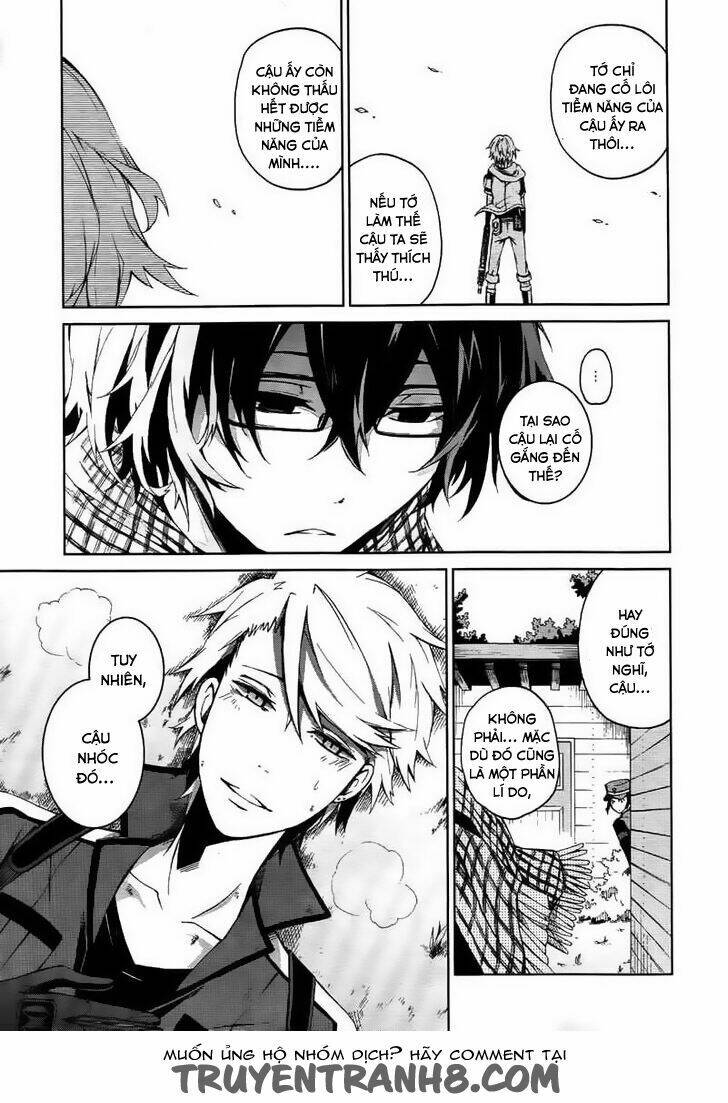 TỚ CHỈ
ĐANG CỐ LÔI
TIỀM NĂNG CỦA
CẬU ẤY RA
THÔI...
NẾU TỚ
LÀM THẾ
CẬU TA SẼ
THẤY THÍCH
THÚ...
CẬU ẤY CÒN
KHÔNG THẤU
HẾT ĐƯỢC
NHỮNG TIỀM
NĂNG CỦA
MÌNH....
...
TẠI SAO
CẬU LẠI CỐ
GẮNG ĐẾN
THẾ?
HAY
ĐÚNG
NHƯ TỚ
NGHĨ,
CẬU...
KHÔNG
PHẢI... MẶC
DÙ ĐÓ CŨNG
LÀ MỘT PHẦN
LÍ DO,
TUY
NHIÊN,
CẬU
NHÓC
ĐÓ...
MUỐN ỦNG HỘ NHÓM DỊCH? HÃY COMMENT TẠI
TRUYENTRANH8.COM